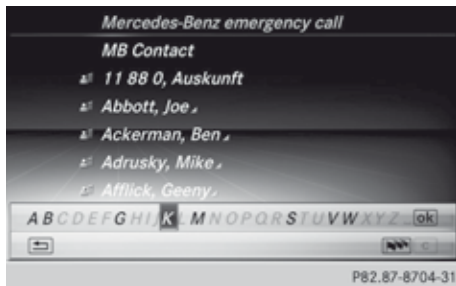 Mercedes-Benz emergency call
MB Contact
11 88 0, Auskunft
Abbott, Joe
Ackerman, Ben
Adrusky, Mike
Afflick, Geeny
A B C D E F G H I J K L M N O P Q R S T U V W X Y Z ok
C
P82.87-8704-31